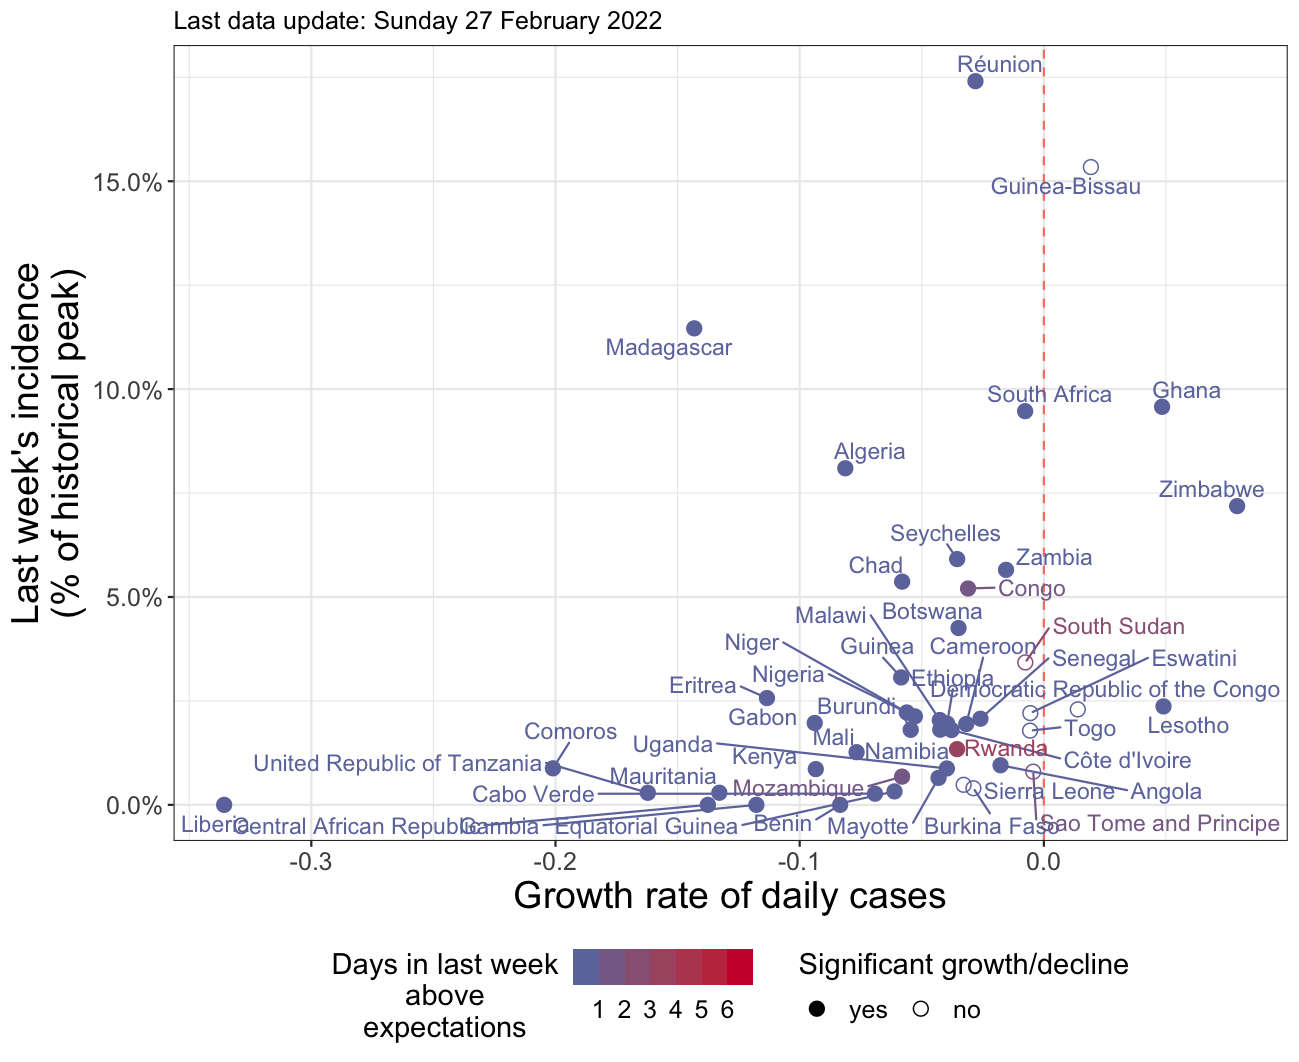 Last data update: Sunday 27 February 2022
Last week's incidence
(% of historical peak)
15.0%
10.0%
5.0%
0.0%
Réunion
Guinea-Bissau
Madagascar
South Africa
Ghana
Algeria
Zimbabwe
Seychelles
Chad
Zambia
Congo
Malawi
Botswana
South Sudan
Niger
Guinea
Cameroon
Senegal
Eswatini
Nigeria
Ethiopia
Eritrea
Democratic Republic of the Congo
Burundi
Gabon
Lesotho
Comoros
Mali
Togo
Uganda
Namibia
Rwanda
Kenya
Côte d'Ivoire
United Republic of Tanzania
Mauritania
Mozambique
Cabo Verde
Sierra Leone
Angola
Liberia
Central African Republic
Gambia
Equatorial Guinea
Benin
Mayotte
Burkina Faso
Sao Tome and Principe
-0.3
-0.2
-0.1
0.0
Growth rate of daily cases
Days in last week
above
expectations
1 2 3 4 5 6
Significant growth/decline
yes
no